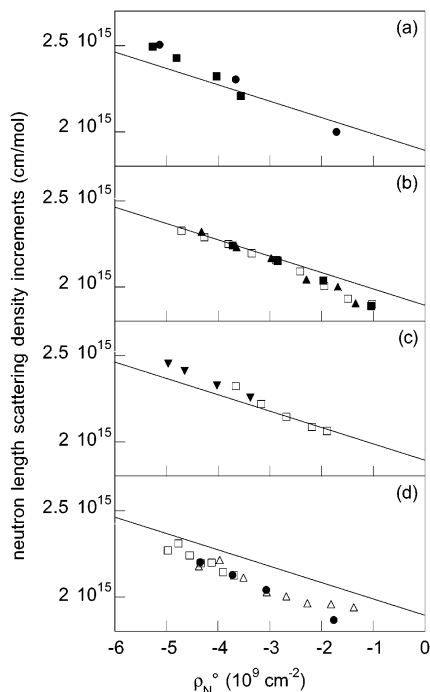 neutron length scattering density increments (cm/mol)
(a)
2.5 10¹⁵
2 10¹⁵
(b)
2.5 10¹⁵
2 10¹⁵
(c)
2.5 10¹⁵
2 10¹⁵
(d)
2.5 10¹⁵
2 10¹⁵
-6 -5 -4 -3 -2 -1 0
ρN° (10⁹ cm⁻²)